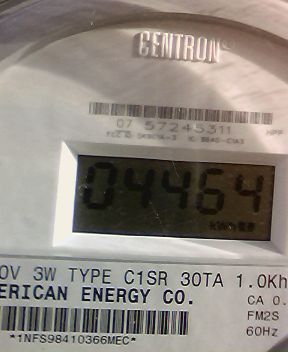 CENTRON®
07 57245311
04464
0V 3W TYPE C1SR 30TA 1.0Kh
ERICAN ENERGY CO.
CA 0.
FM2S
*1NFS98410366MEC*
60Hz